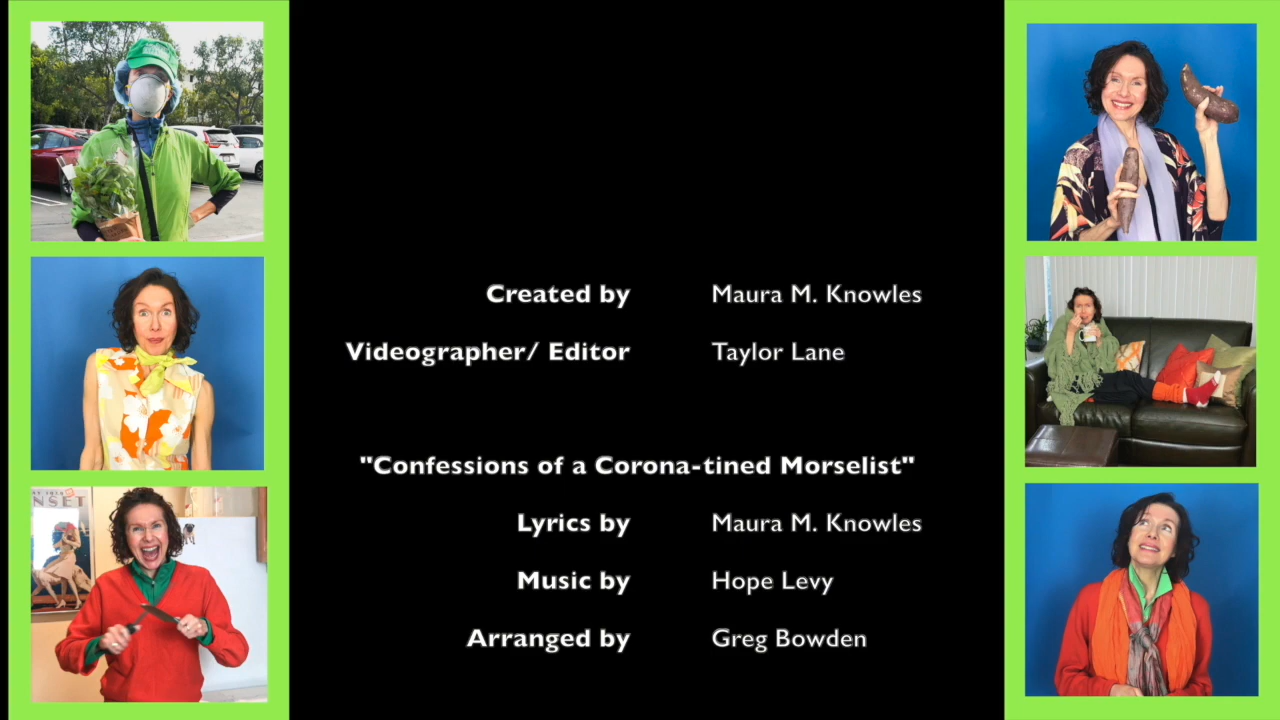 Created by Maura M. Knowles
Videographer/ Editor Taylor Lane
"Confessions of a Corona-tined Morselist"
Lyrics by Maura M. Knowles
Music by Hope Levy
Arranged by Greg Bowden
NSET